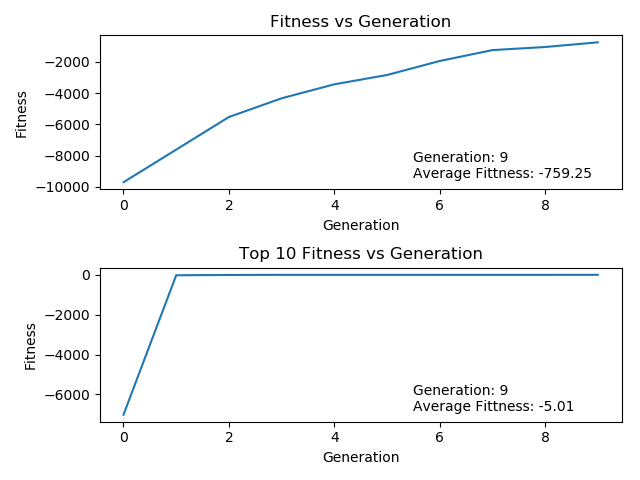 Fitness vs Generation
Fitness
−2000
−4000
−6000
−8000
−10000
Generation: 9
Average Fittness: -759.25
0 2 4 6 8
Generation
Top 10 Fitness vs Generation
Fitness
0
−2000
−4000
−6000
Generation: 9
Average Fittness: -5.01
0 2 4 6 8
Generation